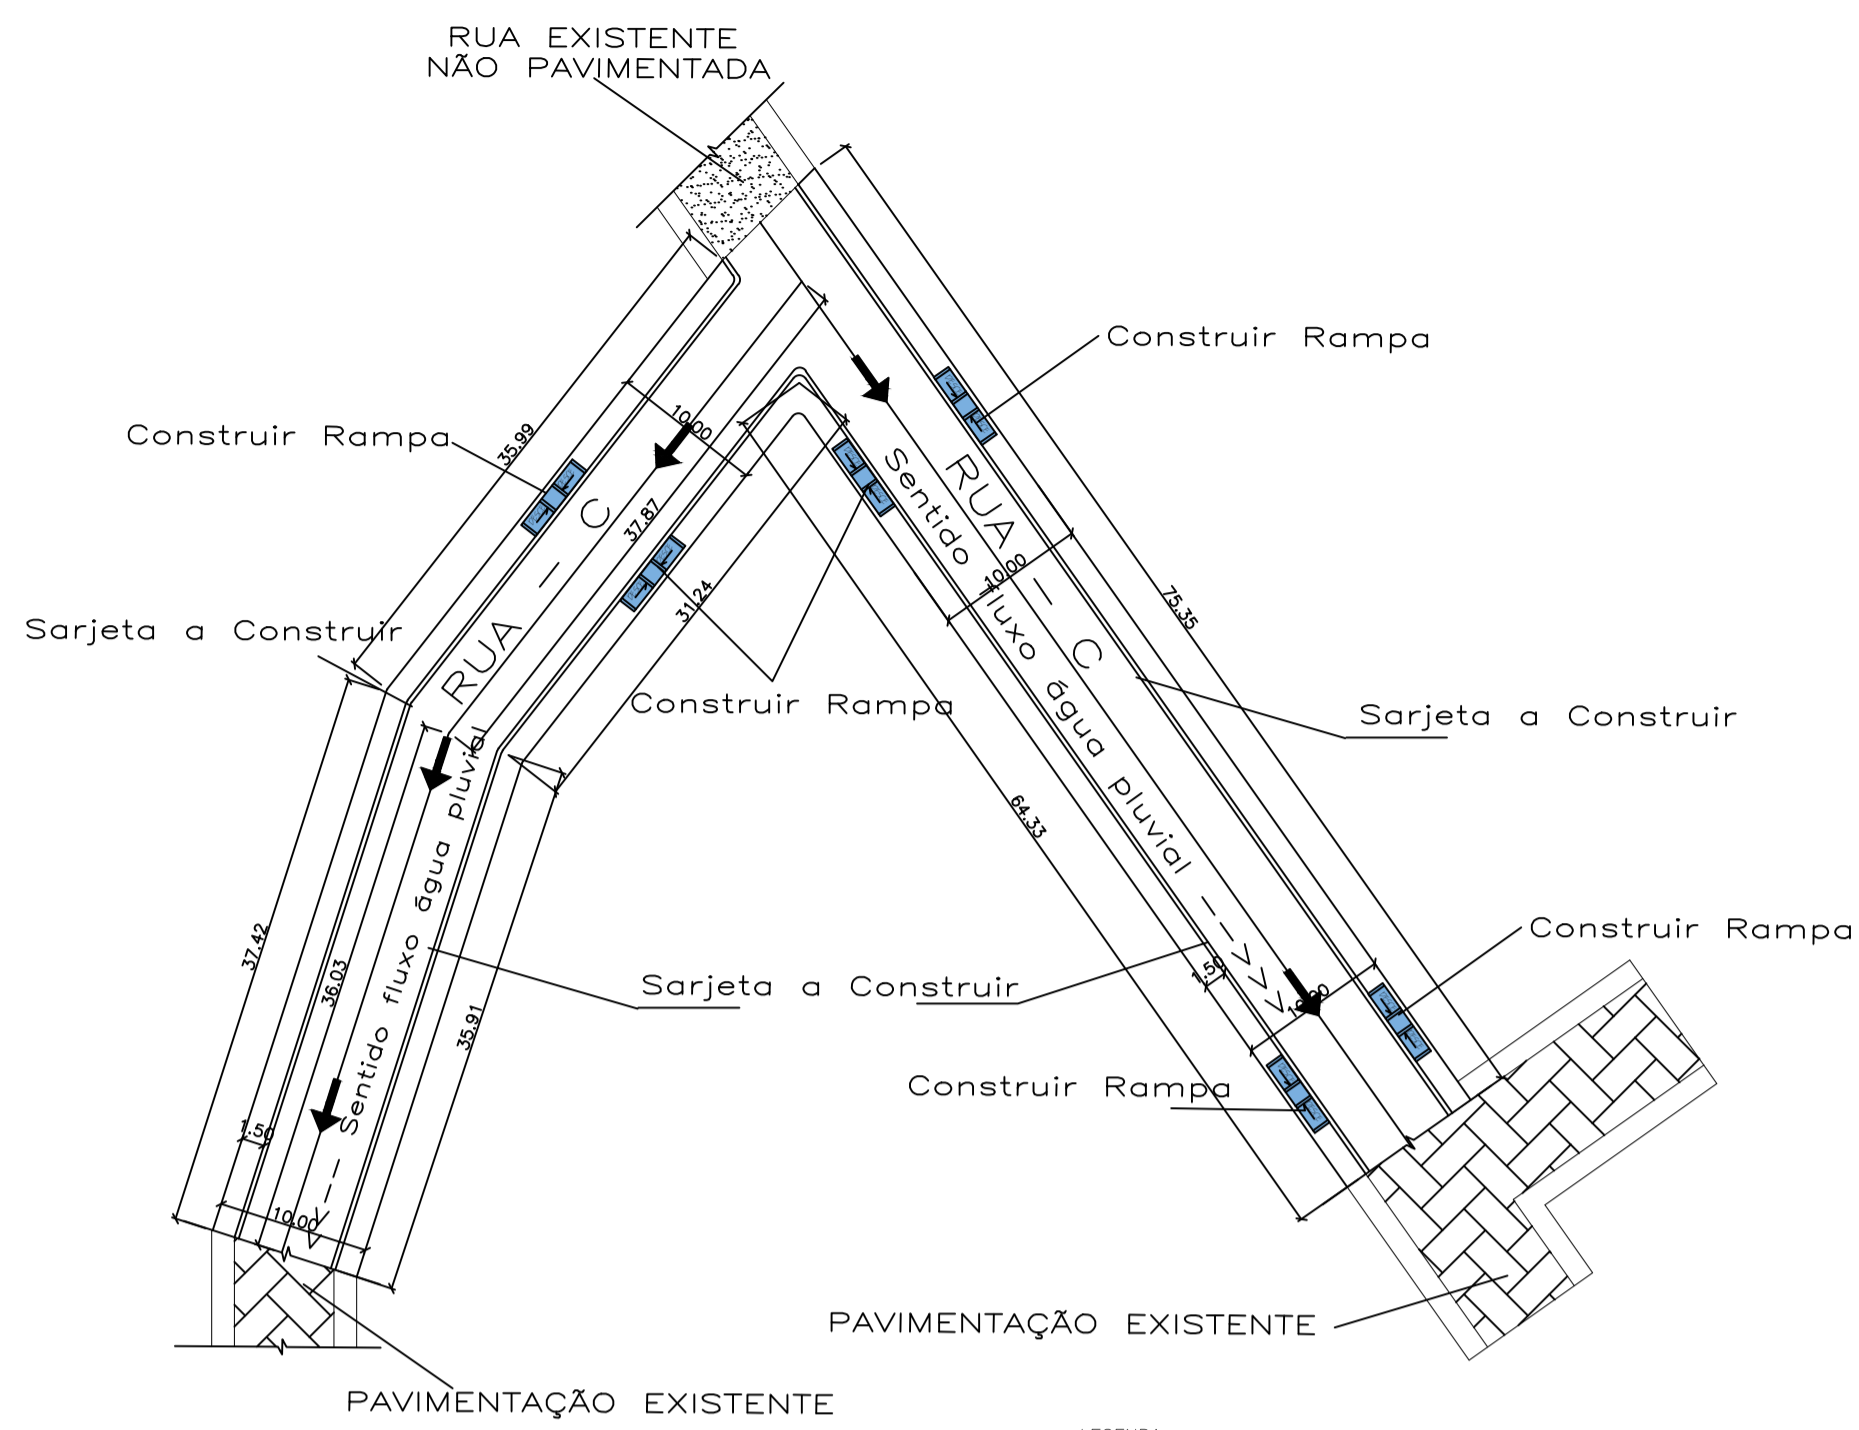 RUA EXISTENTE
NÃO PAVIMENTADA
Construir Rampa
Construir Rampa
35.99
10.00
RUA - C
37.87
31.24
Sentido fluxo água pluvial
RUA - C
10.00
75.35
Sarjeta a Construir
Construir Rampa
Sarjeta a Construir
64.33
Construir Rampa
37.42
36.03
Sentido fluxo água pluvial
35.91
Sarjeta a Construir
1.50
10.00
Construir Rampa
1.50
10.00
PAVIMENTAÇÃO EXISTENTE
PAVIMENTAÇÃO EXISTENTE